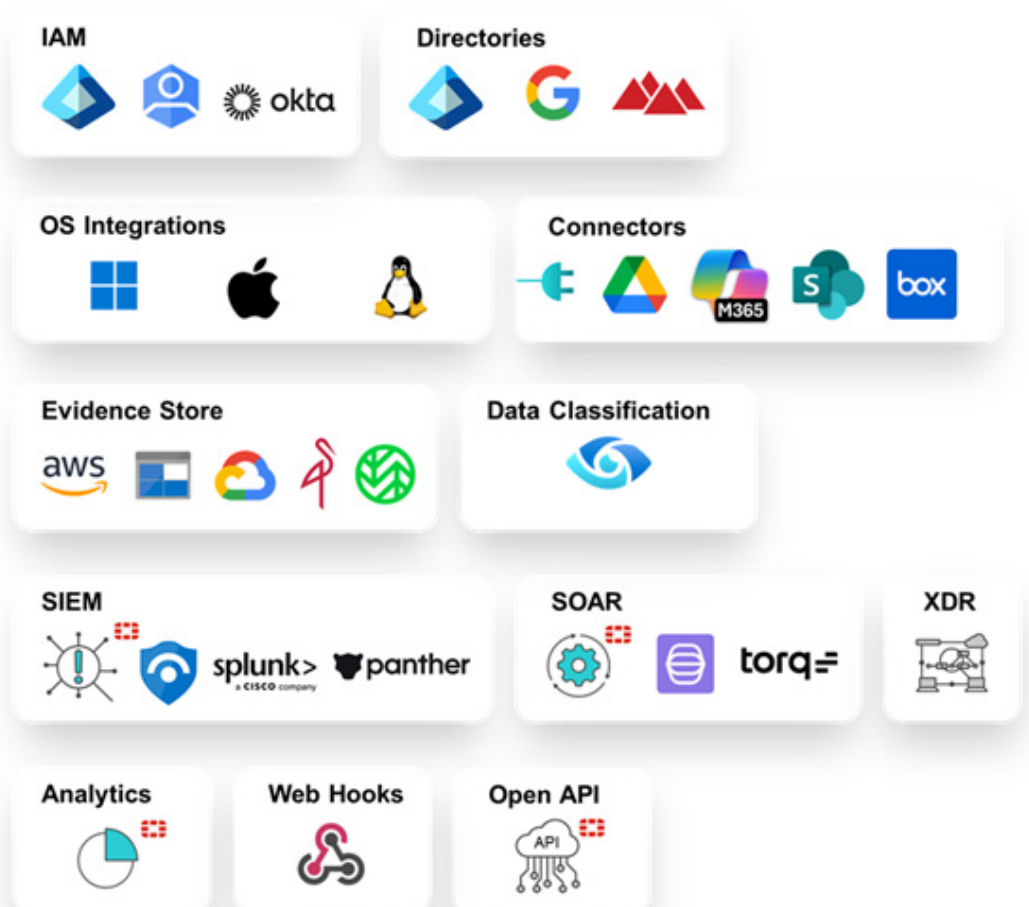 IAM
Directories
okta
OS Integrations
Connectors
M365
S
box
Evidence Store
Data Classification
aws
SIEM
SOAR
XDR
splunk>
a CISCO company
panther
torq
Analytics
Web Hooks
Open API
API